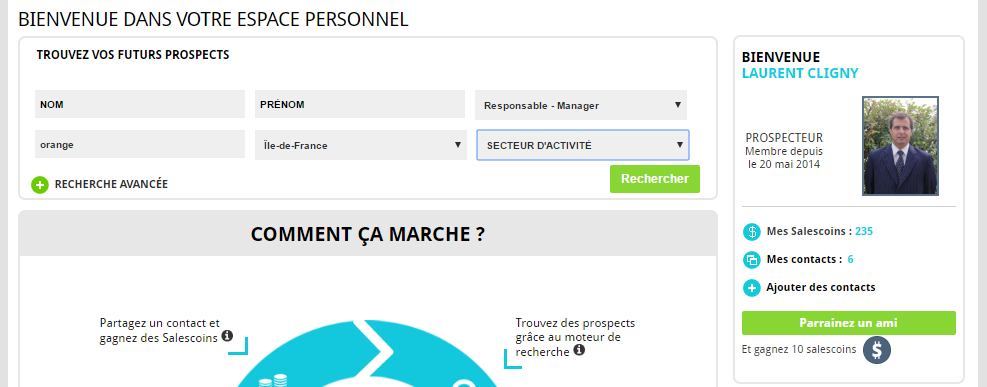 BIENVENUE DANS VOTRE ESPACE PERSONNEL
TROUVEZ VOS FUTURS PROSPECTS
NOM
PRÉNOM
Responsable - Manager
orange
Île-de-France
SECTEUR D'ACTIVITÉ
RECHERCHE AVANCÉE
Rechercher
COMMENT ÇA MARCHE ?
Partagez un contact et
gagnez des Salescoins
Trouvez des prospects
grâce au moteur de
recherche
BIENVENUE
LAURENT CLIGNY
PROSPECTEUR
Membre depuis
le 20 mai 2014
Mes Salescoins : 235
Mes contacts : 6
Ajouter des contacts
Parrainez un ami
Et gagnez 10 salescoins